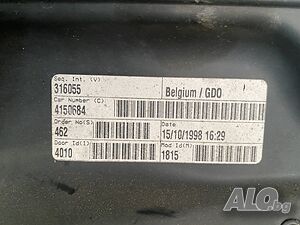 Seq. Int. (V)
316055
Belgium / GDO
Car Number (C)
4150684
Order No(S)
462
Date
15/10/1998 16:29
Door Id(I)
4010
Mod Id(M)
1815
ALO.bg